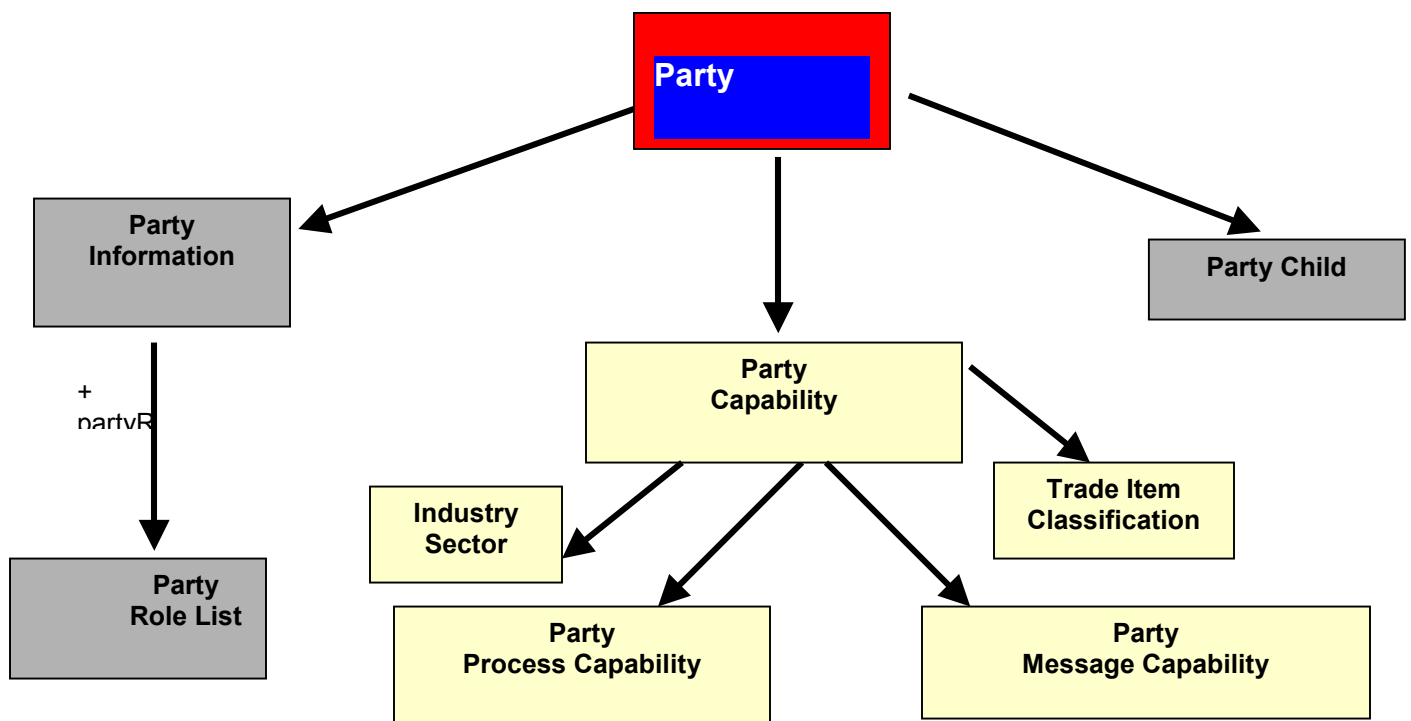 Party
Party
Information
Party Child
Party
Capability
+
partyR
Trade Item
Classification
Industry
Sector
Party
Role List
Party
Process Capability
Party
Message Capability